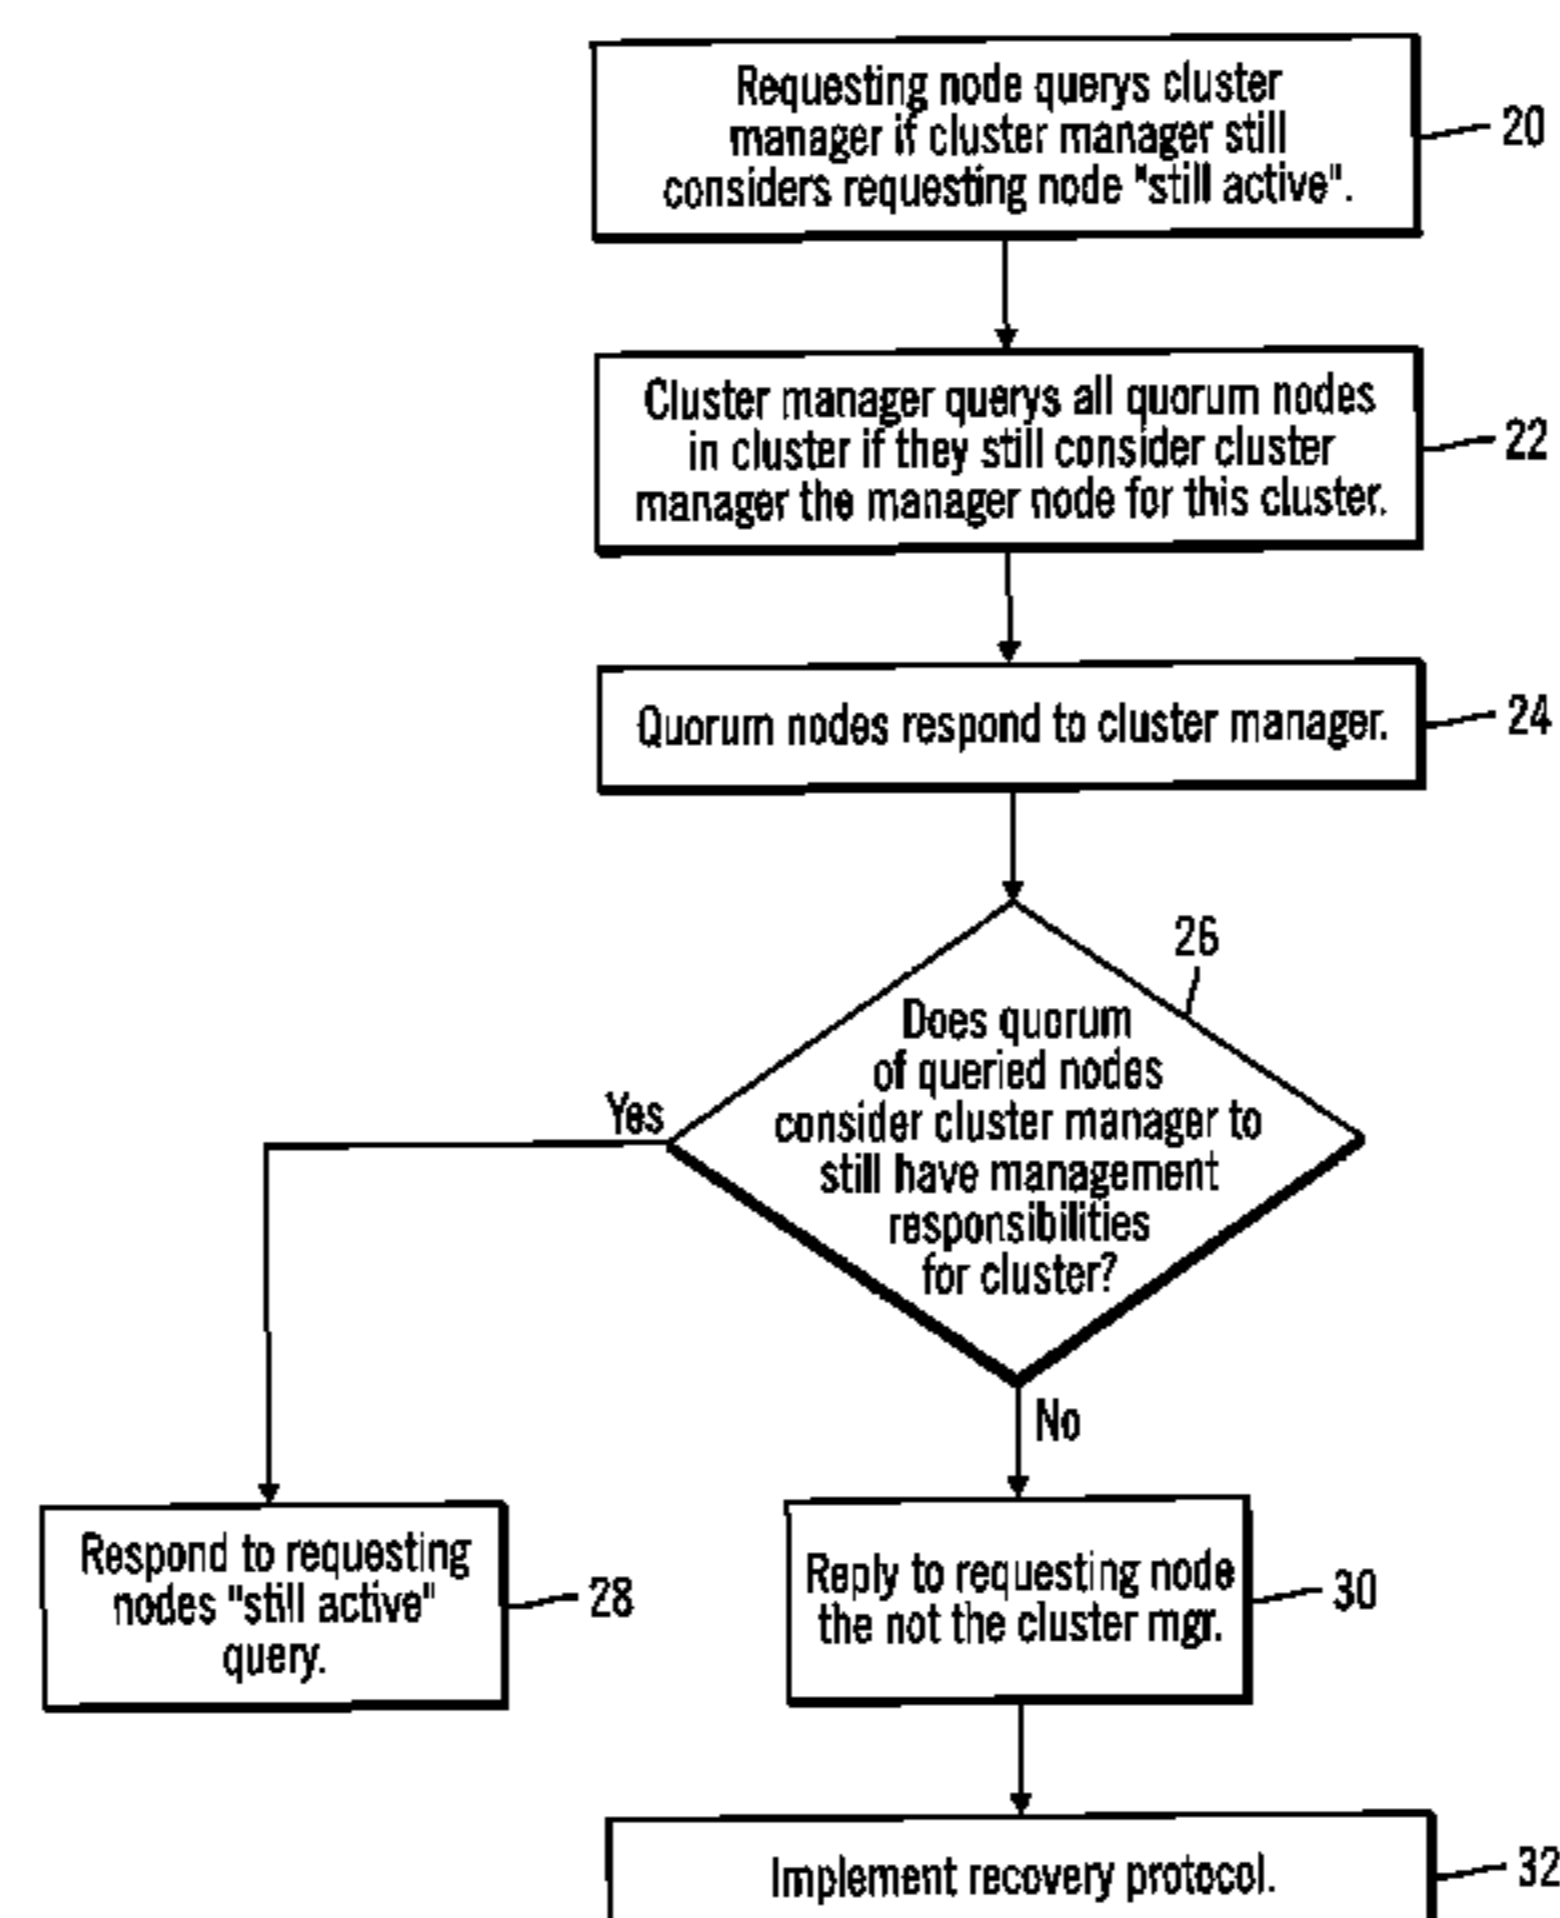 Requesting node querys cluster
manager if cluster manager still
considers requesting node "still active".
20
Cluster manager querys all quorum nodes
in cluster if they still consider cluster
manager the manager node for this cluster.
22
Quorum nodes respond to cluster manager.
24
26
Does quorum
of queried nodes
consider cluster manager to
still have management
responsibilities
for cluster?
Yes
No
Respond to requesting
nodes "still active"
query.
28
Reply to requesting node
the not the cluster mgr.
30
Implement recovery protocol.
32